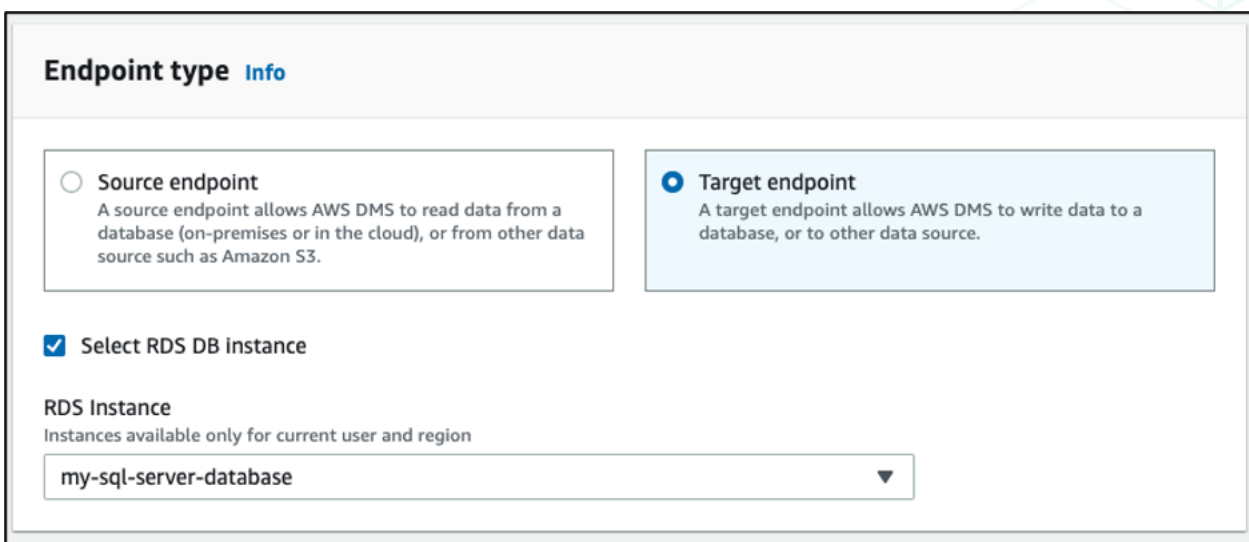 Endpoint type Info
Source endpoint
A source endpoint allows AWS DMS to read data from a
database (on-premises or in the cloud), or from other data
source such as Amazon S3.
Target endpoint
A target endpoint allows AWS DMS to write data to a
database, or to other data source.
Select RDS DB instance
RDS Instance
Instances available only for current user and region
my-sql-server-database